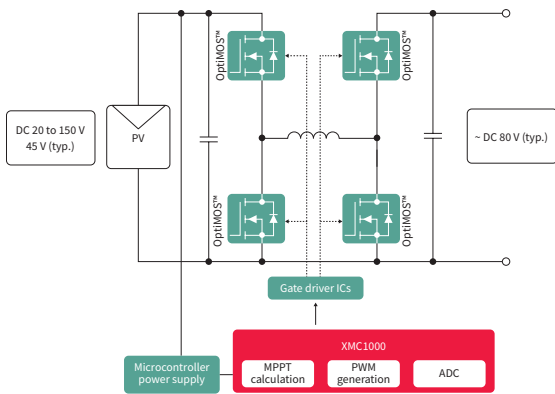 OptiMOS™
OptiMOS™
DC 20 to 150 V
45 V (typ.)
PV
~ DC 80 V (typ.)
OptiMOS™
OptiMOS™
Gate driver ICs
XMC1000
Microcontroller
power supply
MPPT
calculation
PWM
generation
ADC